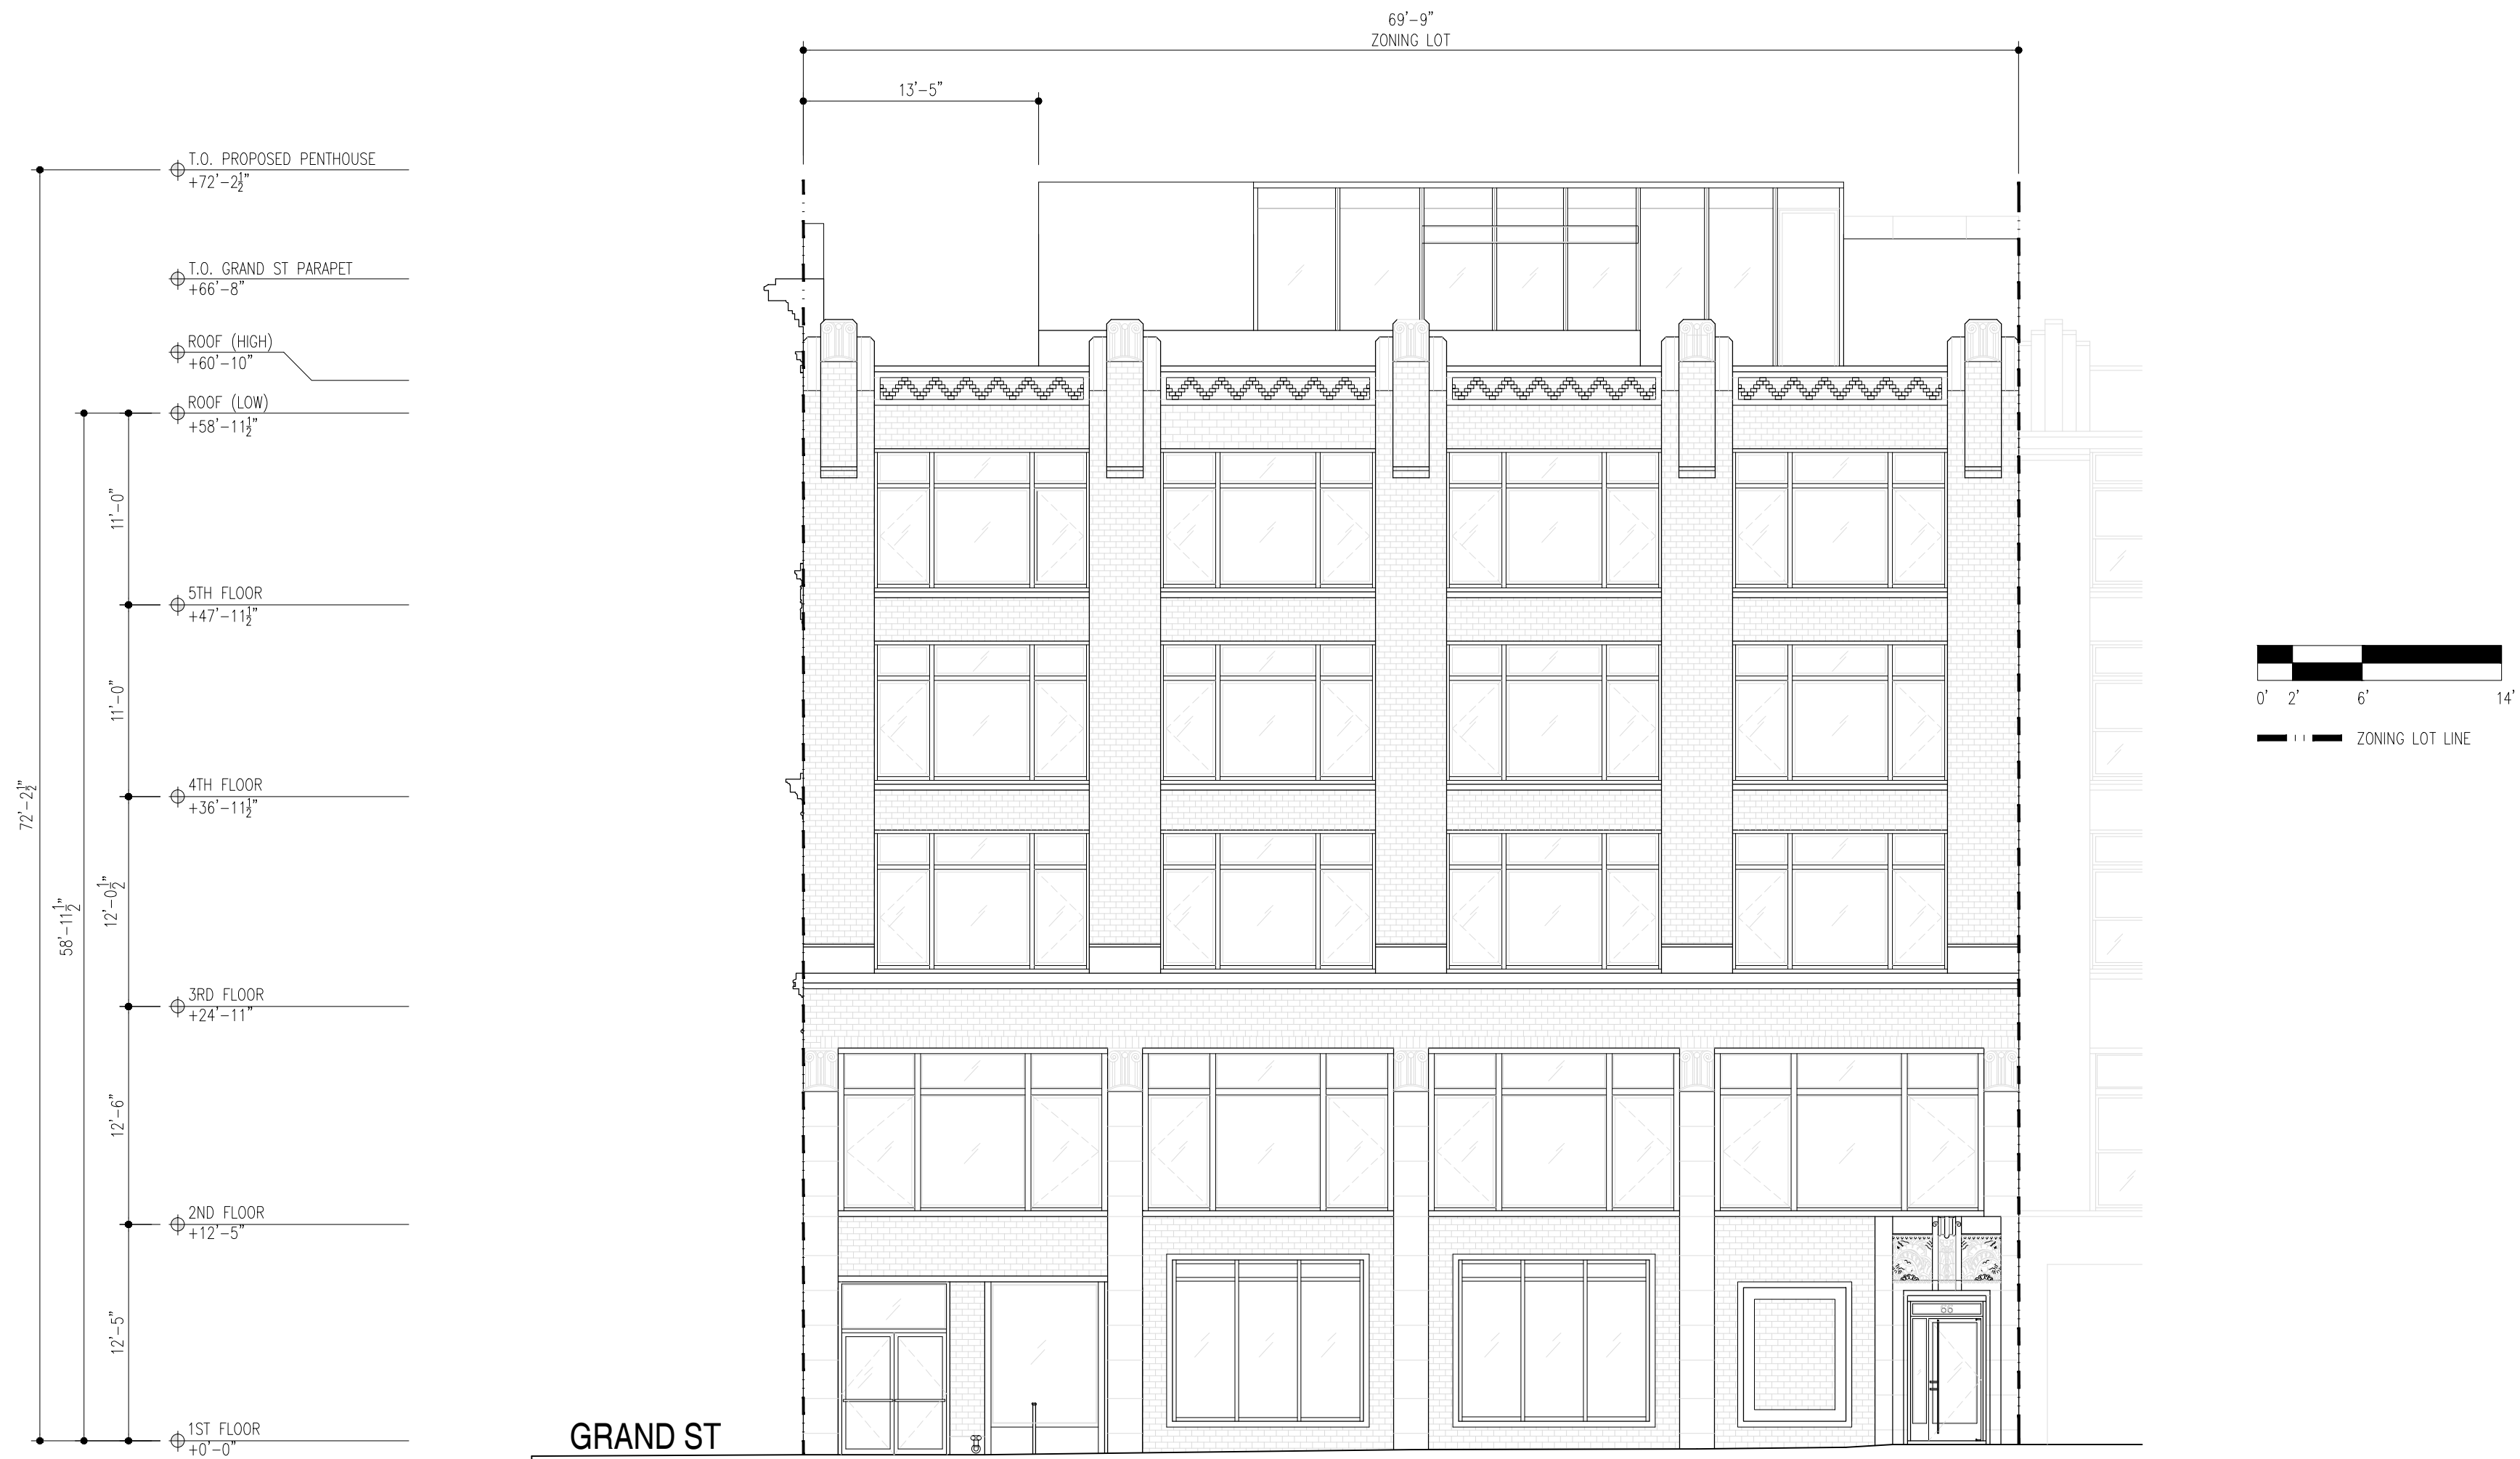 69'-9"
ZONING LOT
13'-5"
T.O. PROPOSED PENTHOUSE
+72'-2½"
T.O. GRAND ST PARAPET
+66'-8"
ROOF (HIGH)
+60'-10"
ROOF (LOW)
+58'-11½"
11'-0"
5TH FLOOR
+47'-11½"
11'-0"
4TH FLOOR
+36'-11½"
72'-2½"
58'-11½"
12'-0½"
3RD FLOOR
+24'-11"
12'-6"
2ND FLOOR
+12'-5"
12'-5"
1ST FLOOR
+0'-0"
GRAND ST
0' 2' 6' 14'
ZONING LOT LINE